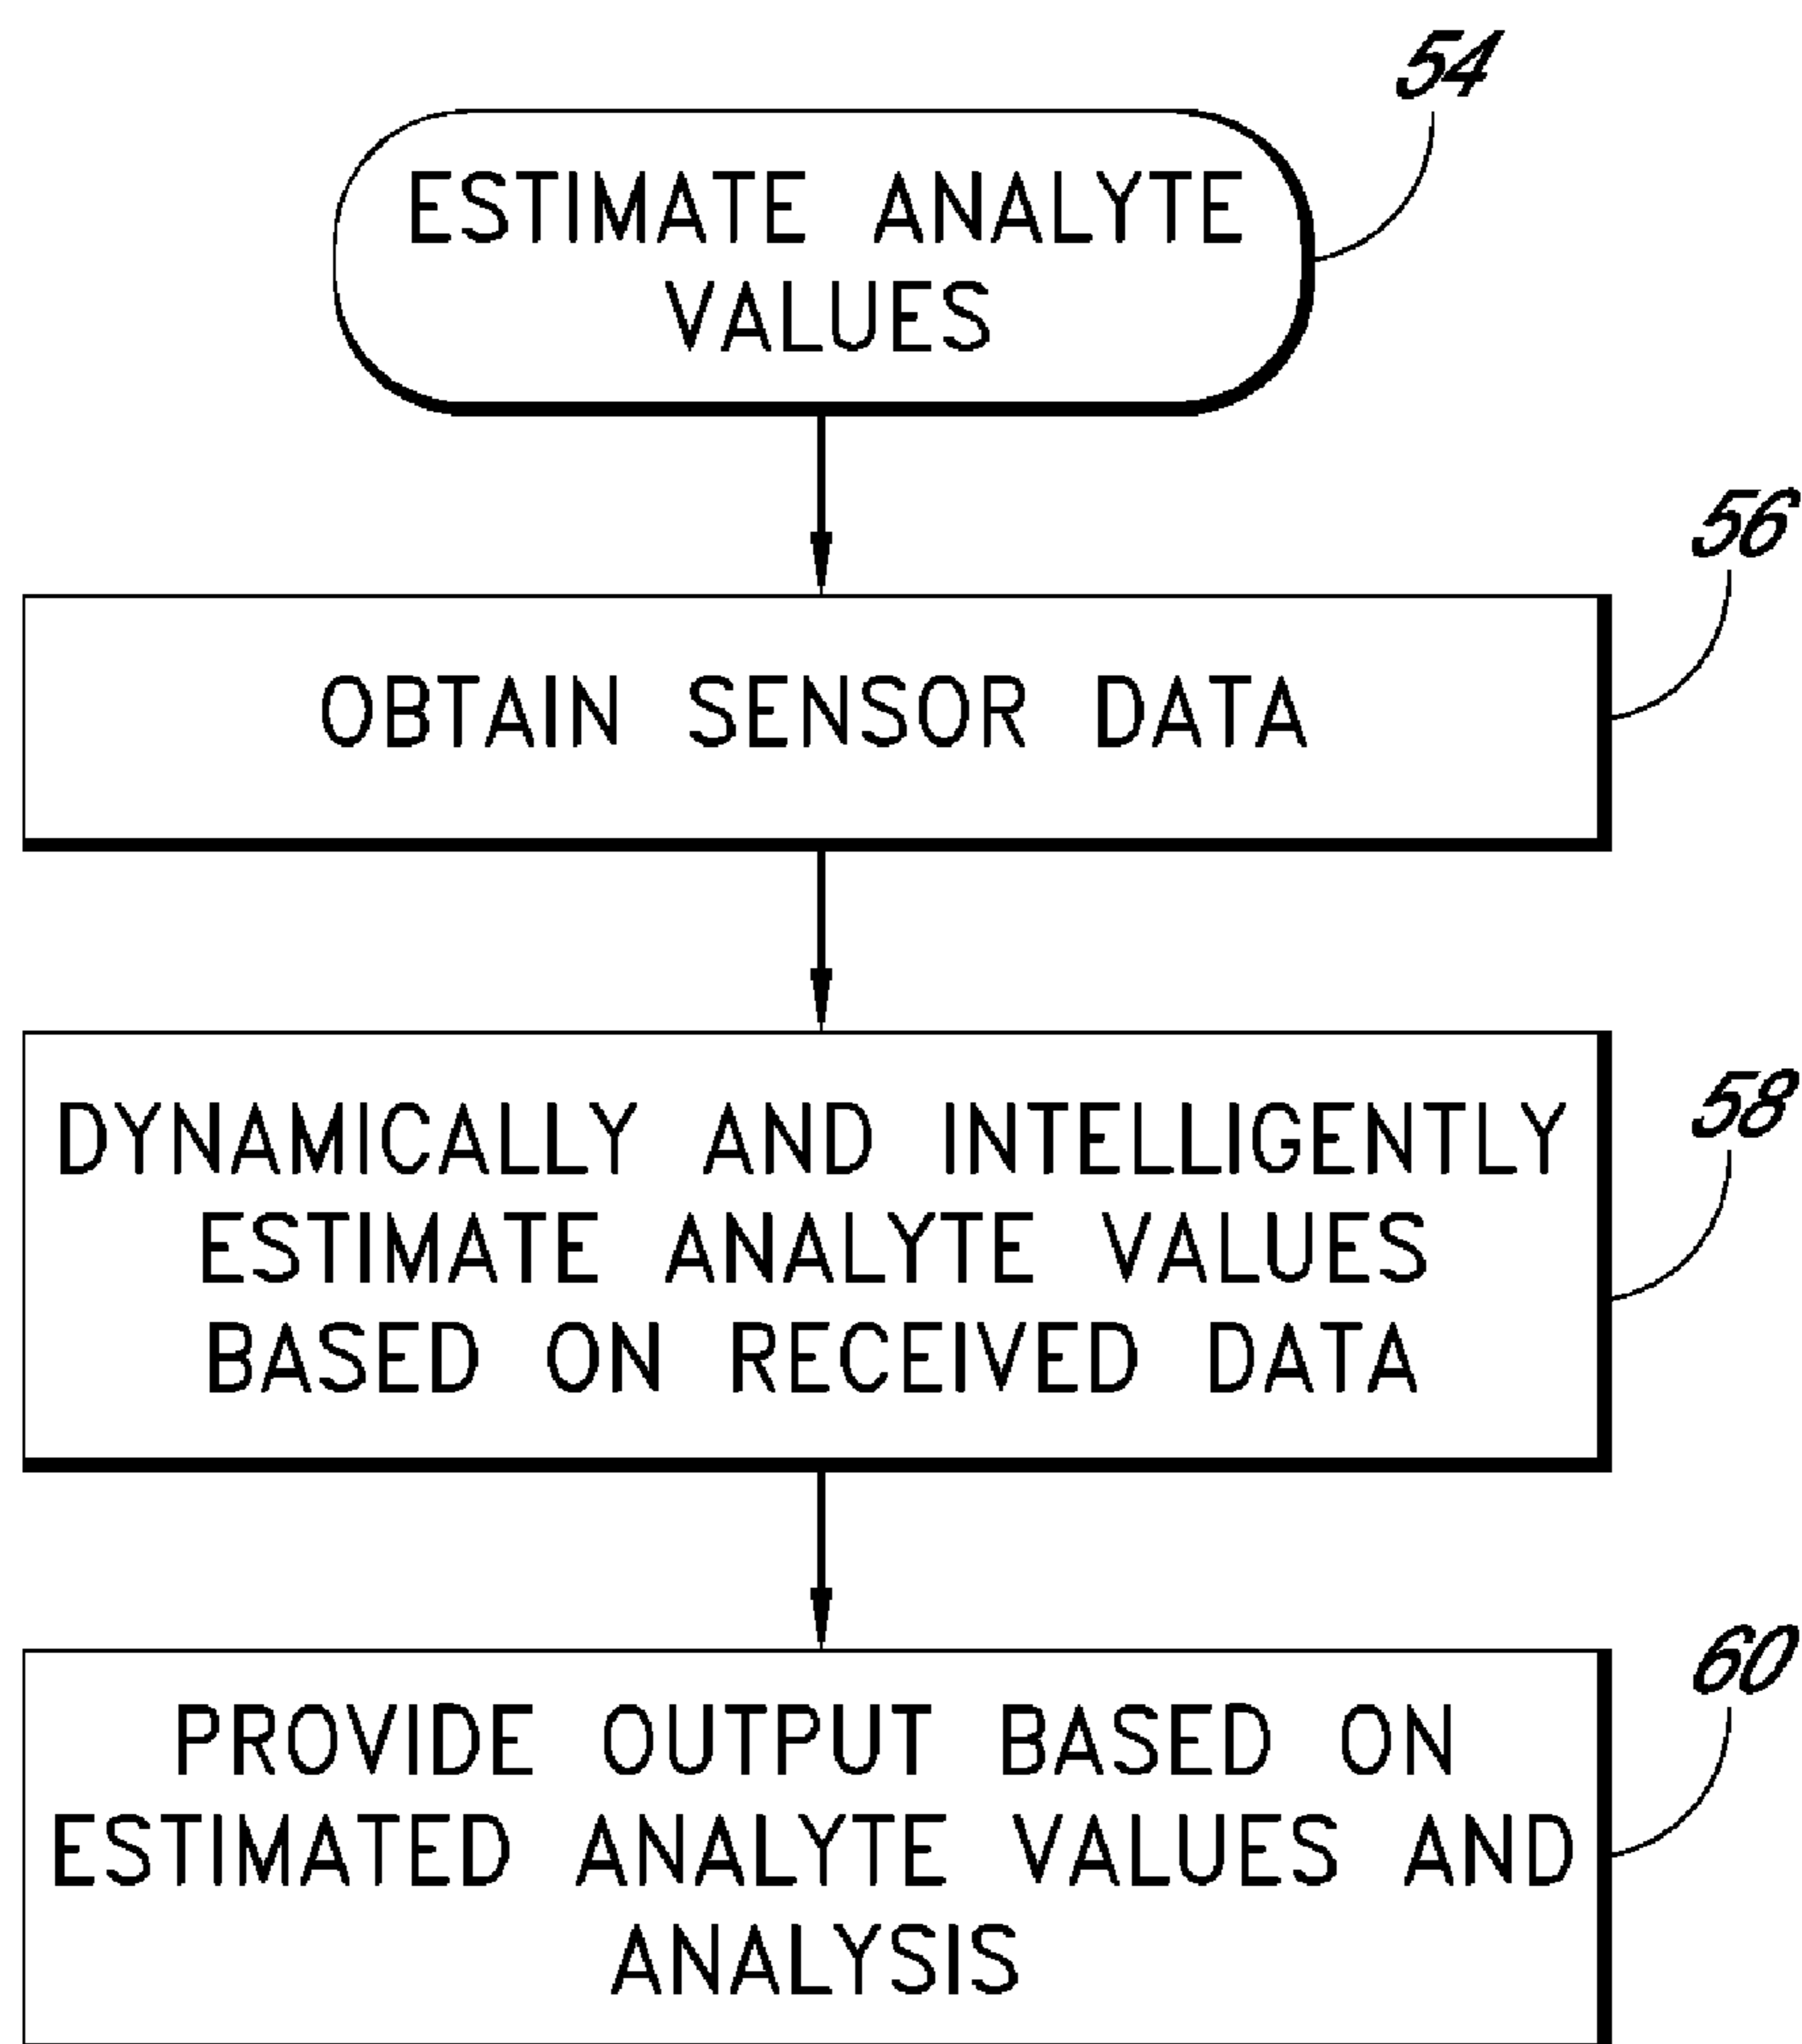 54
ESTIMATE ANALYTE
VALUES
56
OBTAIN SENSOR DATA
58
DYNAMICALLY AND INTELLIGENTLY
ESTIMATE ANALYTE VALUES
BASED ON RECEIVED DATA
60
PROVIDE OUTPUT BASED ON
ESTIMATED ANALYTE VALUES AND
ANALYSIS